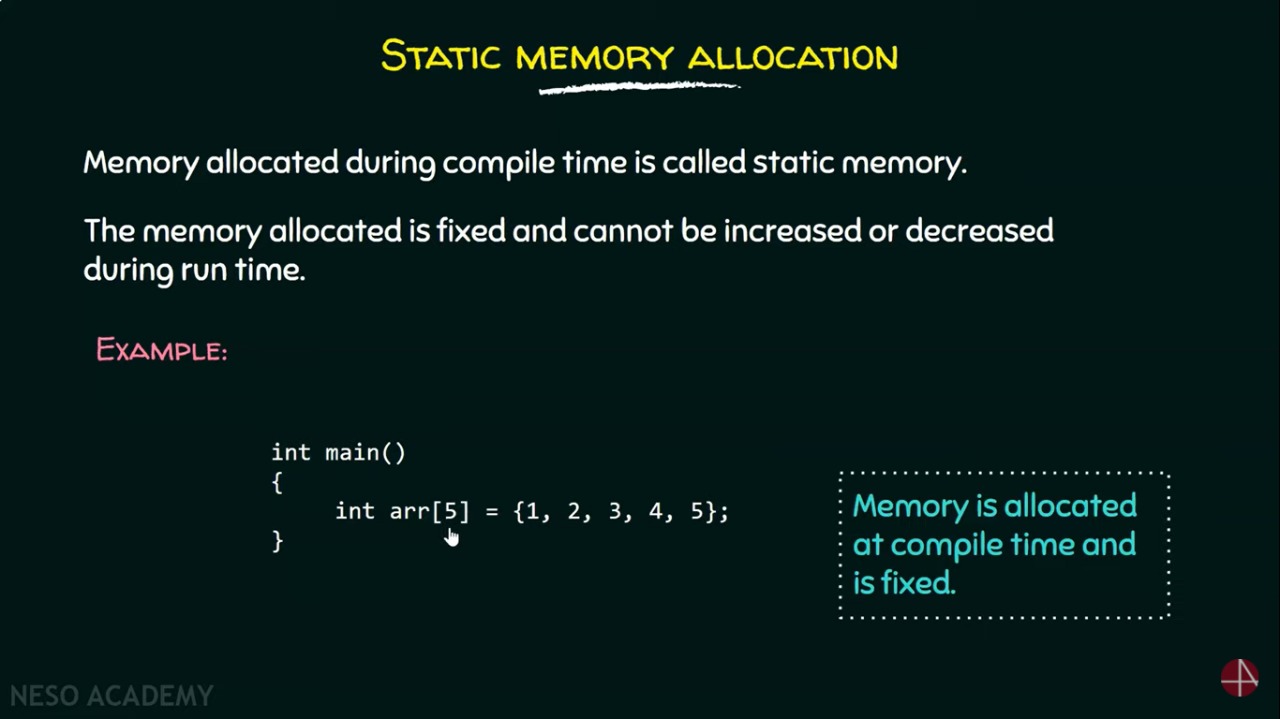 STATIC MEMORY ALLOCATION
Memory allocated during compile time is called static memory.
The memory allocated is fixed and cannot be increased or decreased
during run time.
EXAMPLE:
int main()
{
int arr[5] = {1, 2, 3, 4, 5};
}
Memory is allocated
at compile time and
is fixed.
NESO ACADEMY